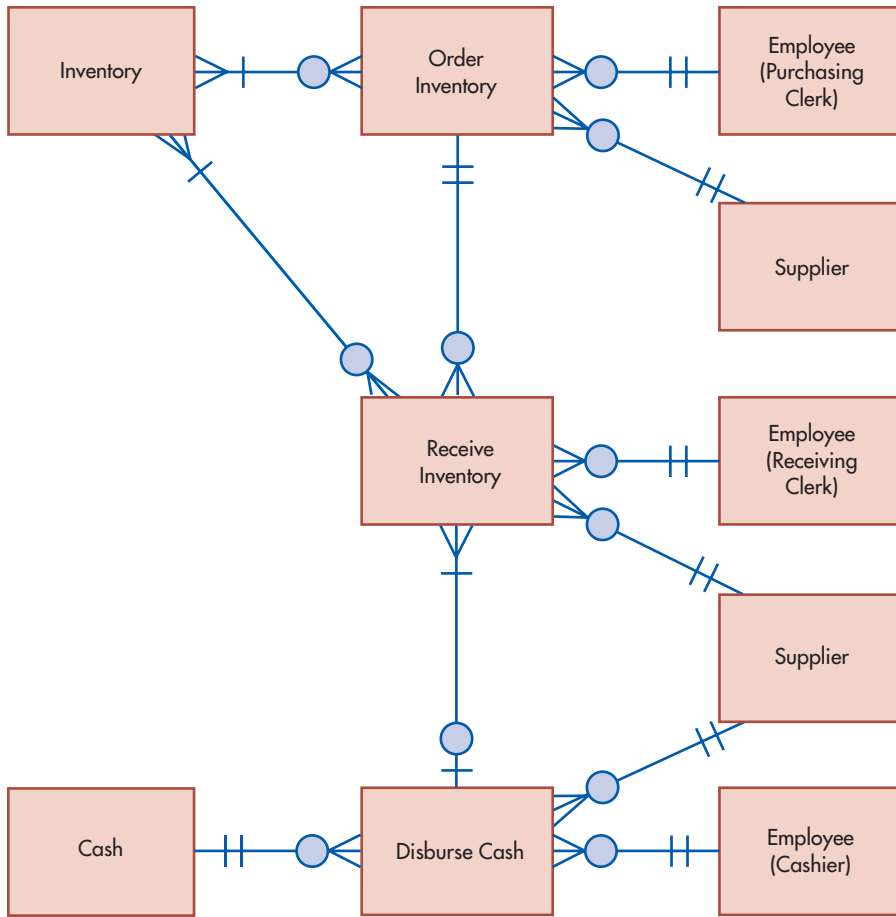 Inventory
Order
Inventory
Employee
(Purchasing
Clerk)
Supplier
Receive
Inventory
Employee
(Receiving
Clerk)
Supplier
Cash
Disburse Cash
Employee
(Cashier)